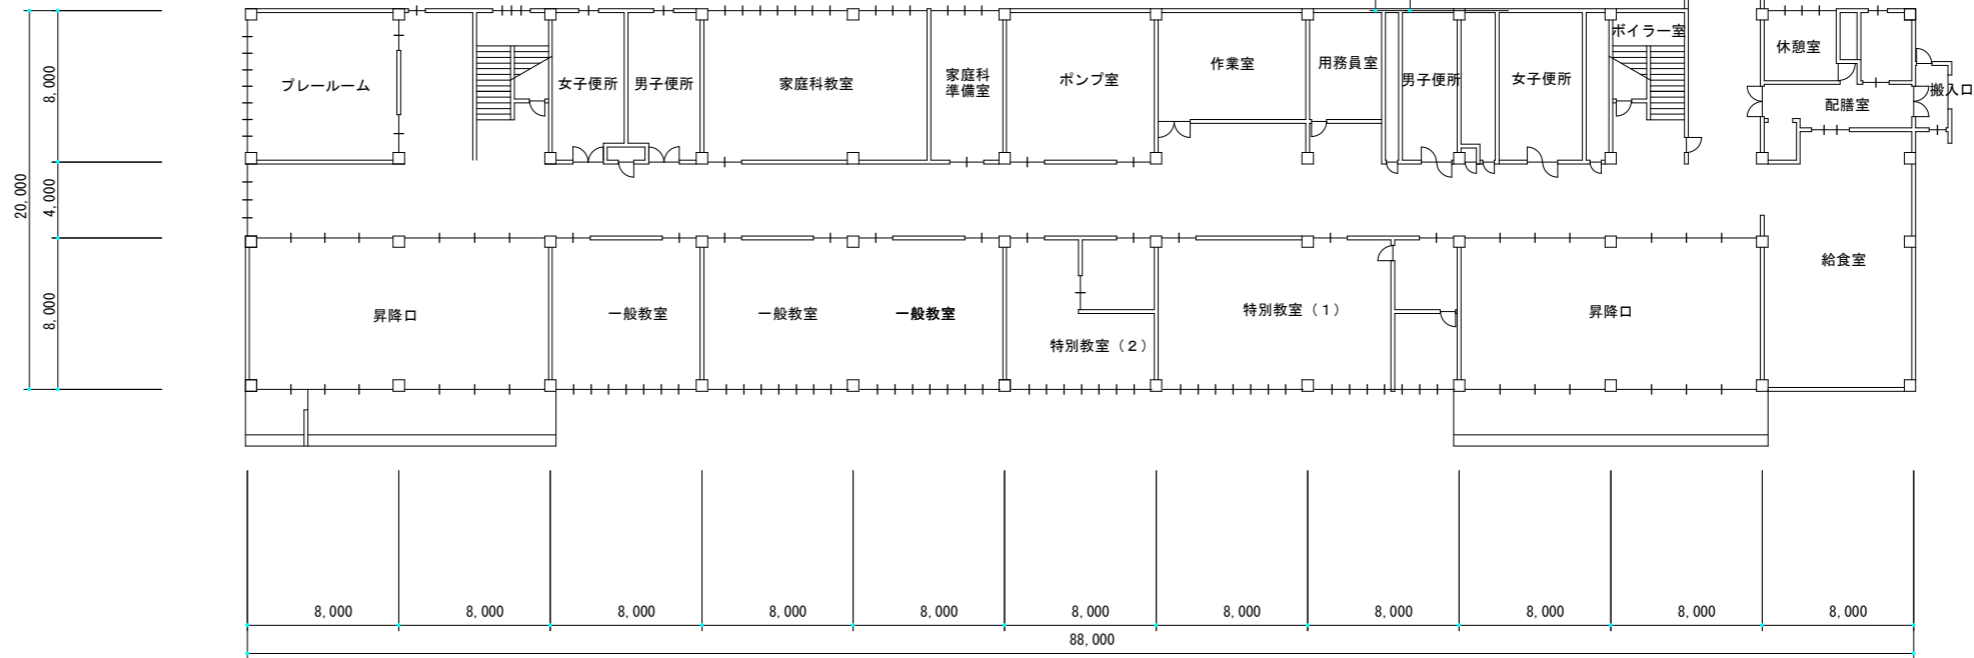 ボイラー室
休憩室
プレールーム
女子便所
男子便所
家庭科教室
家庭科
準備室
ポンプ室
作業室
用務員室
男子便所
女子便所
配膳室
搬入口
8,000
4,000
20,000
8,000
昇降口
一般教室
一般教室
一般教室
特別教室（２）
特別教室（１）
昇降口
給食室
8,000
8,000
8,000
8,000
8,000
8,000
8,000
8,000
8,000
8,000
8,000
88,000